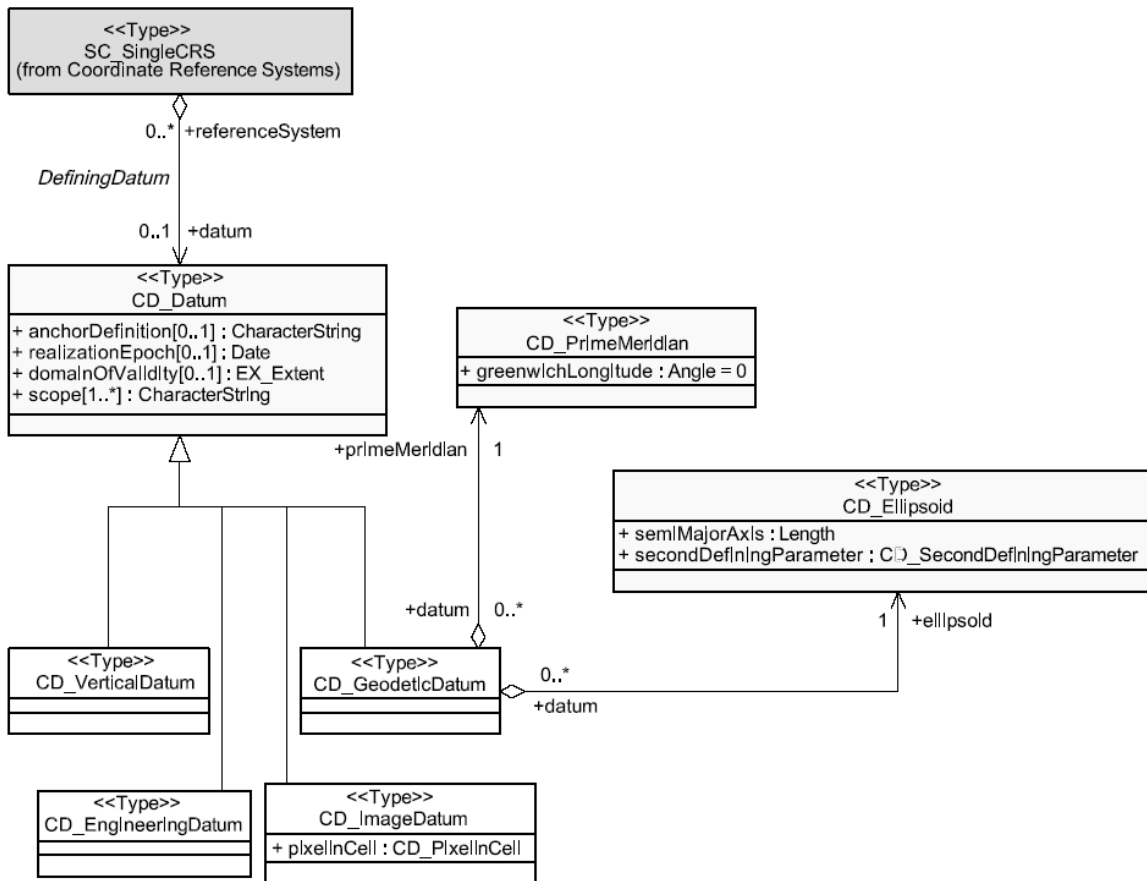 <<Type>>
SC_SingleCRS
(from Coordinate Reference Systems)
0..* +referenceSystem
DefiningDatum
0..1 +datum
<<Type>>
CD_Datum
+ anchorDefinition[0..1] : CharacterString
+ realizationEpoch[0..1] : Date
+ domainOfValidity[0..1] : EX_Extent
+ scope[1..*] : CharacterString
<<Type>>
CD_PrimeMeridian
+ greenwichLongitude : Angle = 0
+primeMeridian 1
<<Type>>
CD_Ellipsoid
+ semiMajorAxis : Length
+ secondDefiningParameter : CD_SecondDefiningParameter
+datum 0..*
1 +ellipsoid
<<Type>>
CD_VerticalDatum
<<Type>>
CD_GeodeticDatum
0..*
+datum
<<Type>>
CD_EngineeringDatum
<<Type>>
CD_ImageDatum
+ pixelInCell : CD_PixelInCell